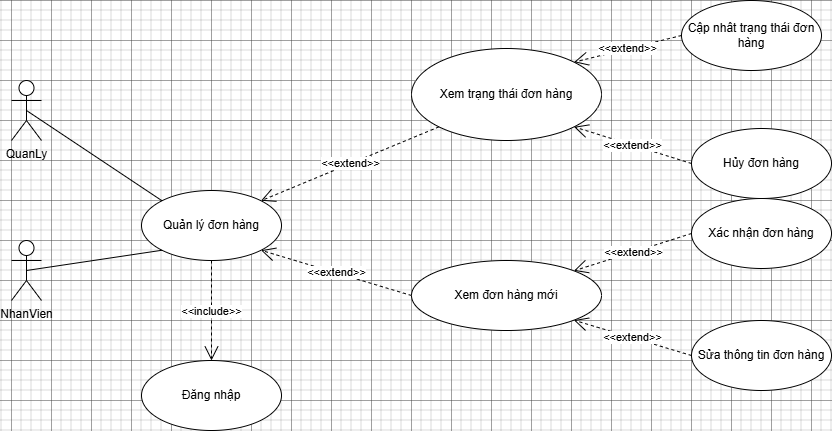 Cập nhât trạng thái đơn
hàng
<<extend>>
Xem trạng thái đơn hàng
<<extend>>
QuanLy
<<extend>>
Hủy đơn hàng
Quản lý đơn hàng
Xác nhận đơn hàng
<<extend>>
<<extend>>
Xem đơn hàng mới
NhanVien
<<include>>
<<extend>>
Sửa thông tin đơn hàng
Đăng nhập